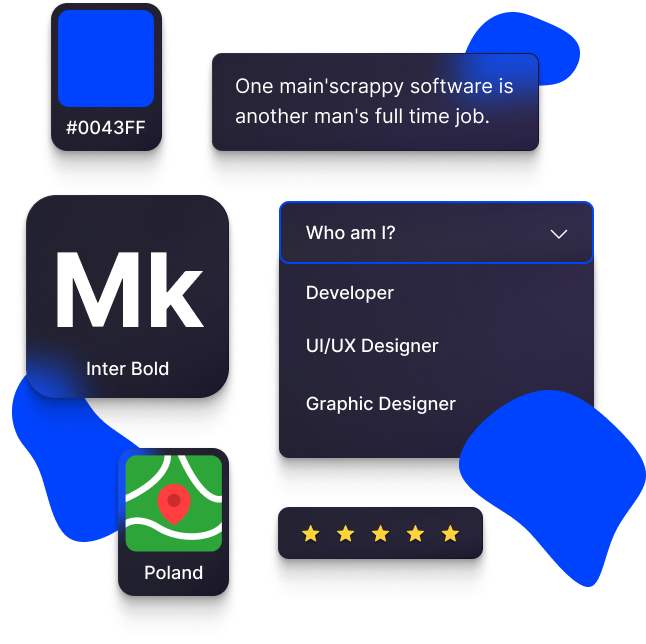 #0043FF
One main'scrappy software is
another man's full time job.
Mk
Inter Bold
Who am I?
Developer
UI/UX Designer
Graphic Designer
Poland